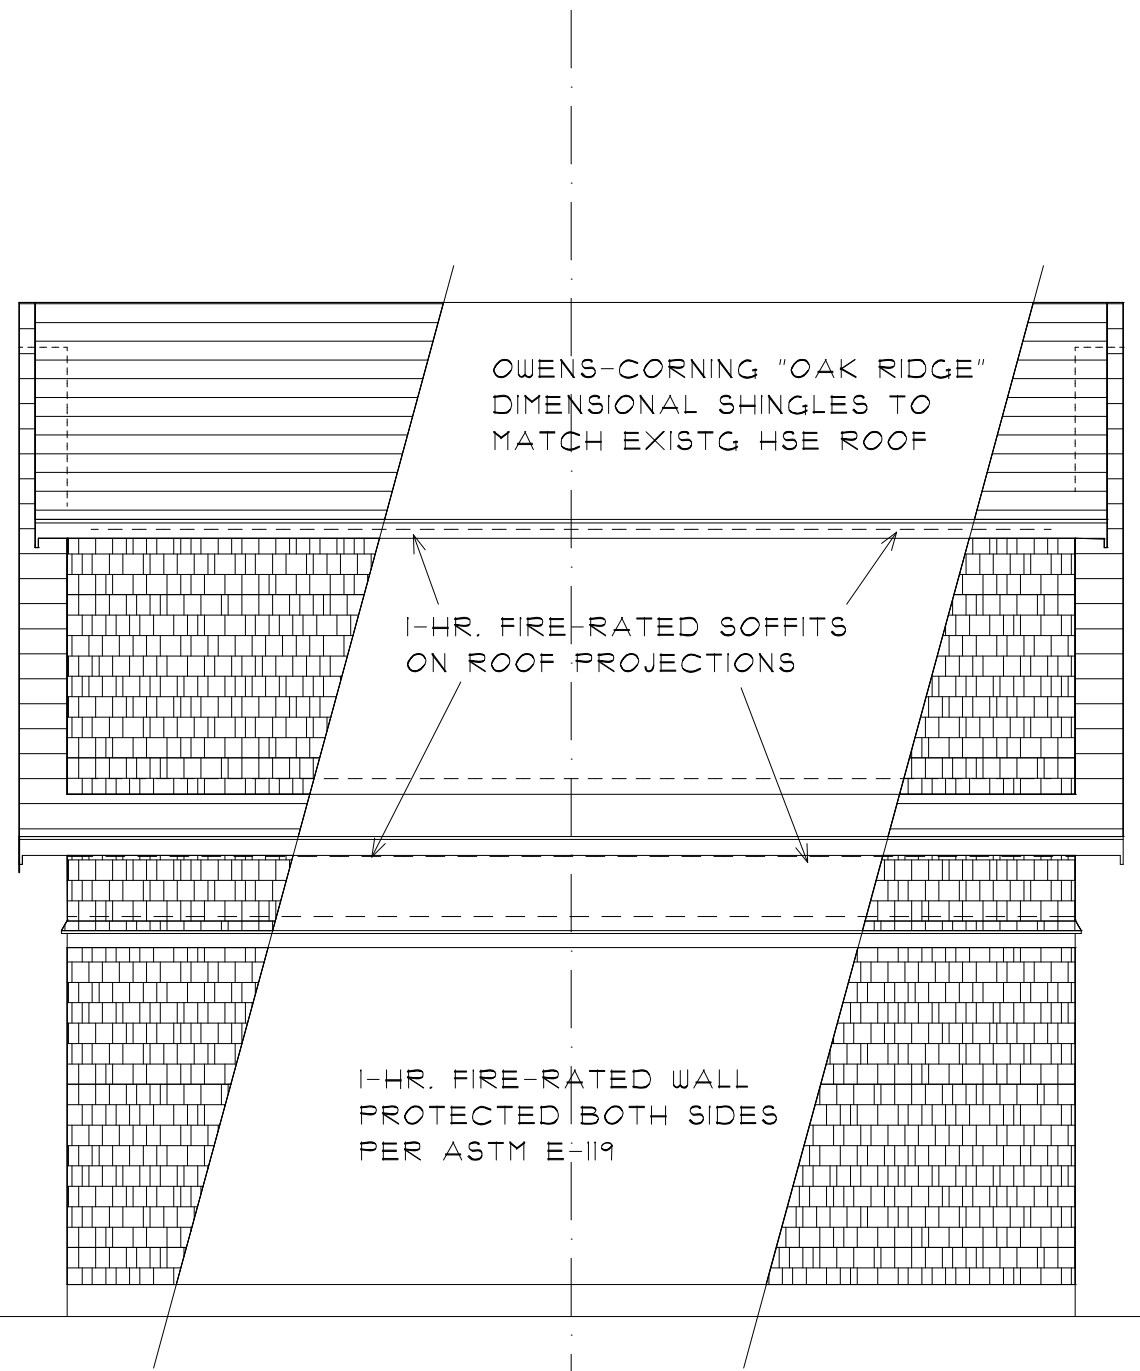 OWENS-CORNING "OAK RIDGE"
DIMENSIONAL SHINGLES TO
MATCH EXISTG HSE ROOF
1-HR. FIRE-RATED SOFFITS
ON ROOF PROJECTIONS
1-HR. FIRE-RATED WALL
PROTECTED BOTH SIDES
PER ASTM E-119